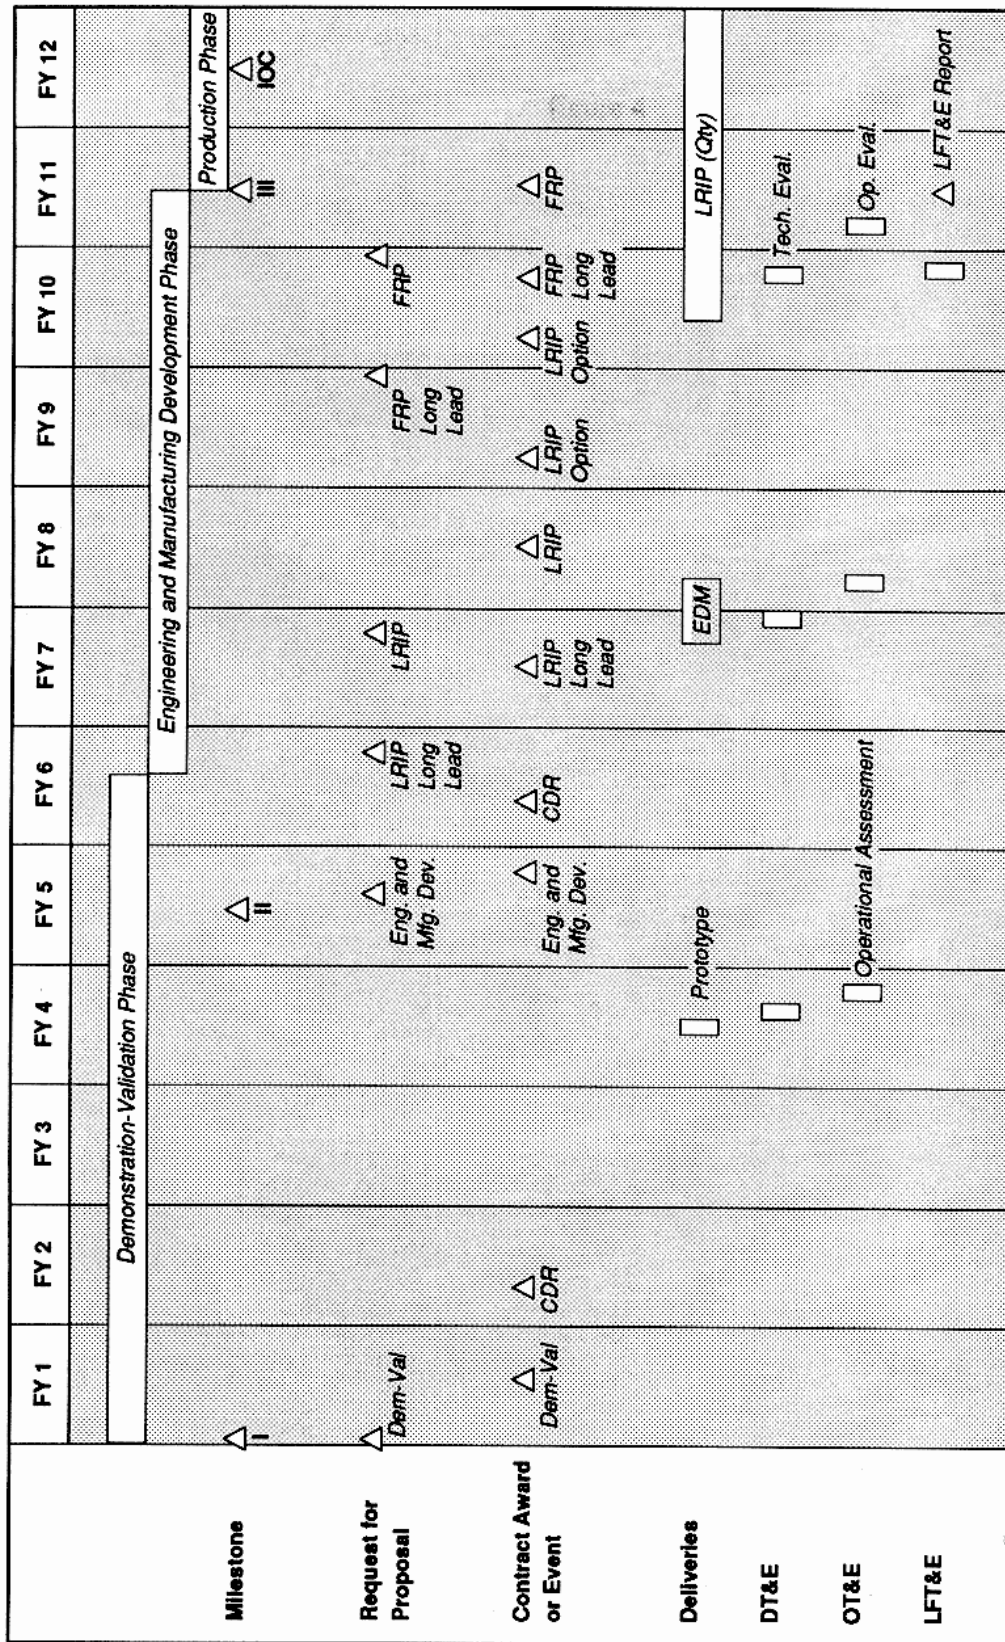 FY 1
FY 2
FY 3
FY 4
FY 5
FY 6
FY 7
FY 8
FY 9
FY 10
FY 11
FY 12
Demonstration-Validation Phase
Engineering and Manufacturing Development Phase
Production Phase
Milestone
I
II
III
IOC
Request for
Proposal
Dem-Val
Eng. and
Mfg. Dev.
LRIP
Long
Lead
LRIP
FRP
Long
Lead
FRP
Contract Award
or Event
Dem-Val
CDR
Eng. and
Mfg. Dev.
CDR
LRIP
Long
Lead
LRIP
LRIP
Option
LRIP
Option
FRP
Long
Lead
FRP
Deliveries
Prototype
EDM
LRIP (Qty)
DT&E
Tech. Eval.
OT&E
Operational Assessment
Op. Eval.
LFT&E
LFT&E Report